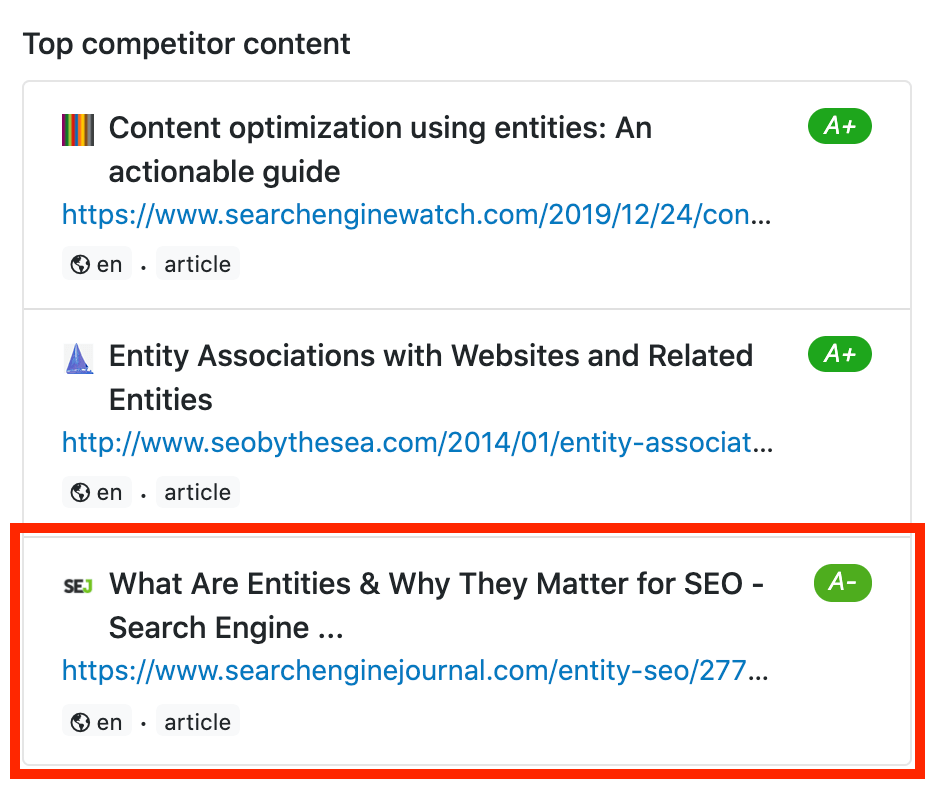 Top competitor content
Content optimization using entities: An
A+
actionable guide
https://www.searchenginewatch.com/2019/12/24/con...
en · article
Entity Associations with Websites and Related
A+
Entities
http://www.seobythesea.com/2014/01/entity-associat...
en · article
SEJ What Are Entities & Why They Matter for SEO -
A-
Search Engine ...
https://www.searchenginejournal.com/entity-seo/277...
en · article